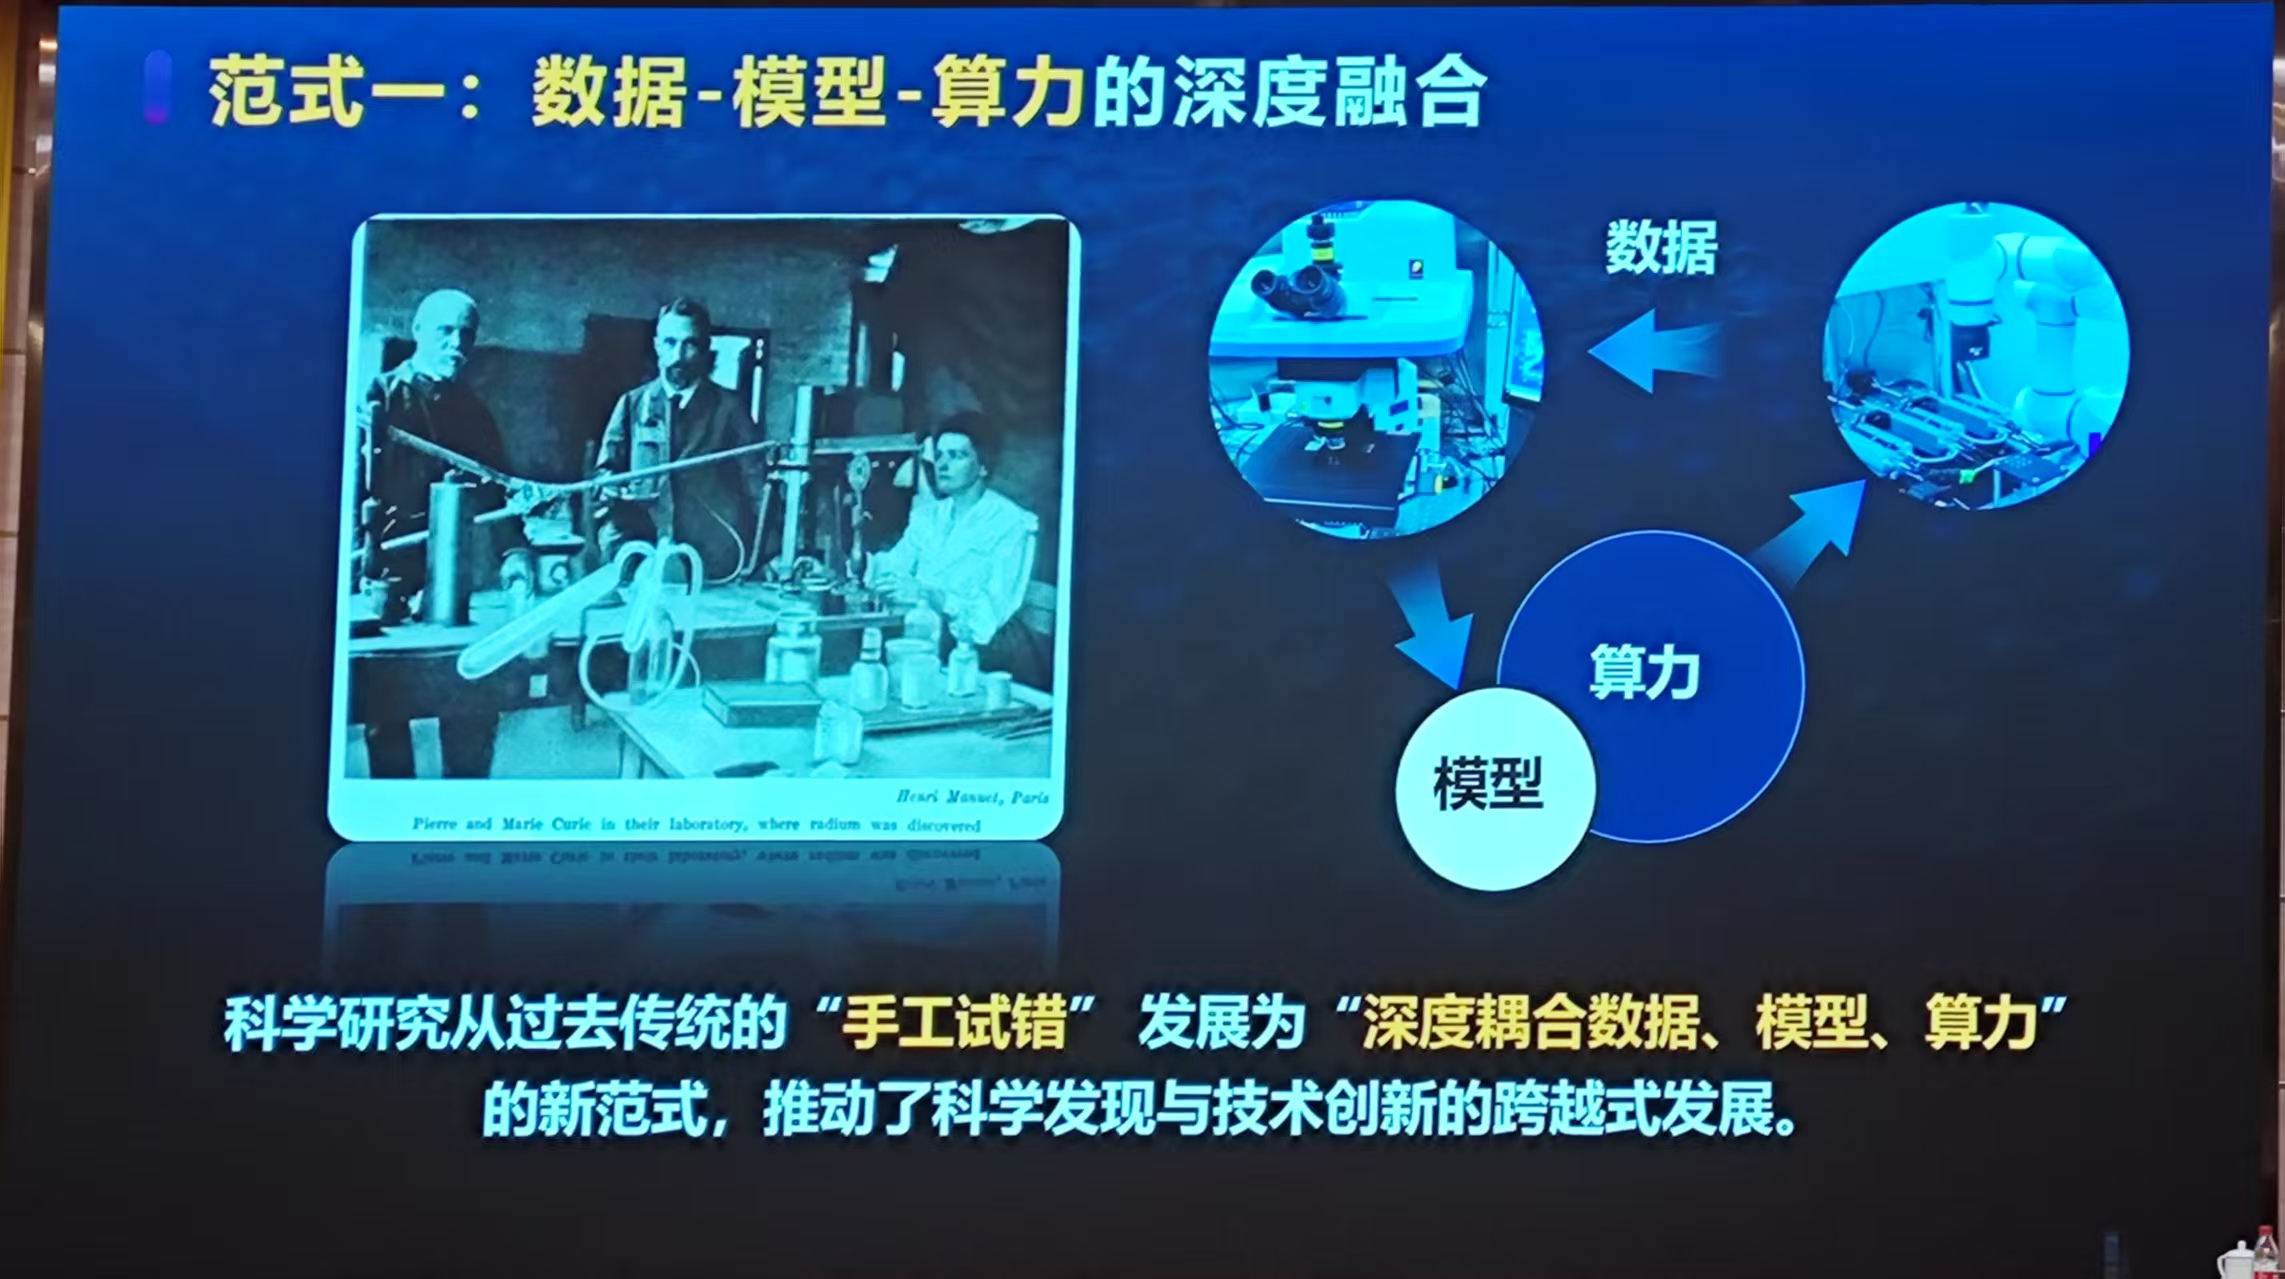 范式一：数据-模型-算力的深度融合
数据
算力
模型
Henri Manuel, Paris
Pierre and Marie Curie in their laboratory, where radium was discovered
科学研究从过去传统的“手工试错”发展为“深度耦合数据、模型、算力”
的新范式，推动了科学发现与技术创新的跨越式发展。